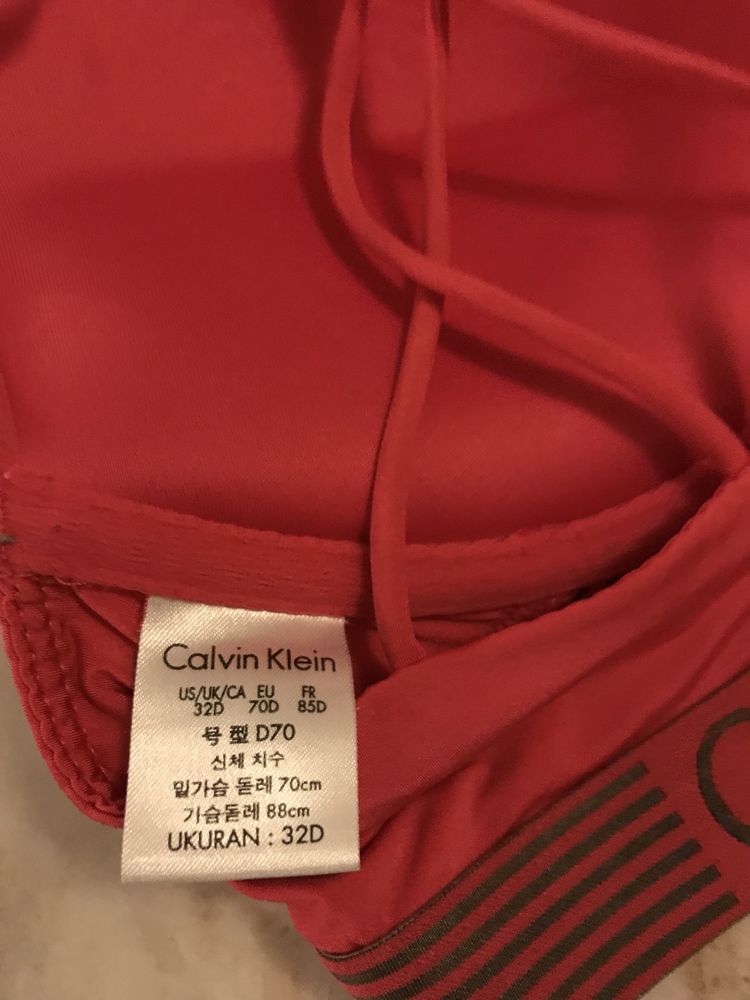 Calvin Klein
US/UK/CA EU FR
32D 70D 85D
号型 D70
신체 치수
밑가슴 둘레 70cm
가슴둘레 88cm
UKURAN : 32D